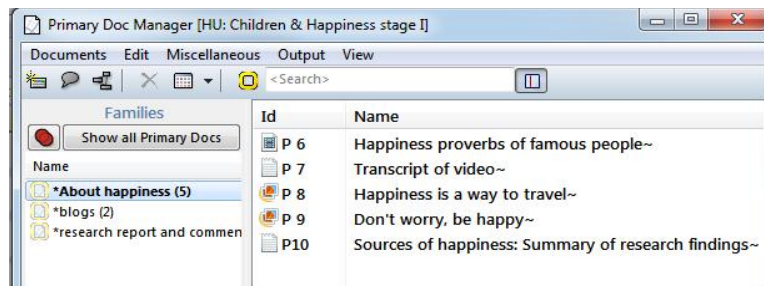 Primary Doc Manager [HU: Children & Happiness stage I]
Documents Edit Miscellaneous Output View
<Search>
Families
Show all Primary Docs
Name
*About happiness (5)
*blogs (2)
*research report and commen
Id Name
P 6 Happiness proverbs of famous people~
P 7 Transcript of video~
P 8 Happiness is a way to travel~
P 9 Don't worry, be happy~
P10 Sources of happiness: Summary of research findings~